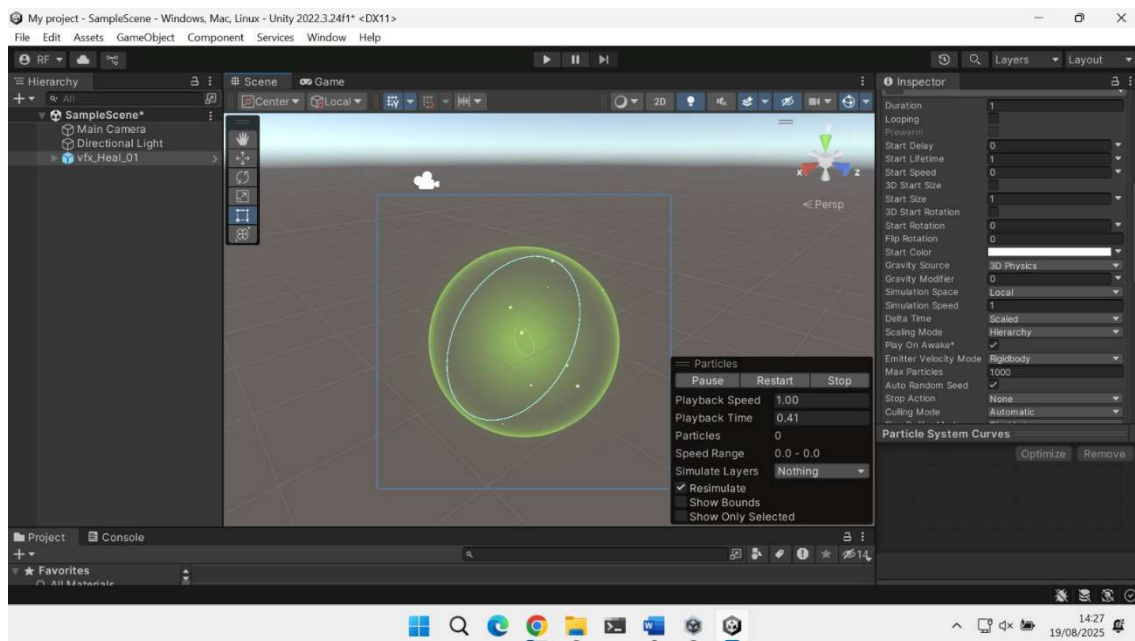 My project - SampleScene - Windows, Mac, Linux - Unity 2022.3.24f1* <DX11>
File Edit Assets GameObject Component Services Window Help
RF
Layers
Layout
Hierarchy
All
SampleScene*
Main Camera
Directional Light
vfx_Heal_01
Scene
Game
Center
Local
2D
x
z
Persp
Particles
Pause Restart Stop
Playback Speed 1.00
Playback Time 0.41
Particles 0
Speed Range 0.0 - 0.0
Simulate Layers Nothing
Resimulate
Show Bounds
Show Only Selected
Inspector
Duration 1
Looping
Prewarm
Start Delay 0
Start Lifetime 1
Start Speed 0
3D Start Size
Start Size 1
3D Start Rotation
Start Rotation 0
Flip Rotation 0
Start Color
Gravity Source 3D Physics
Gravity Modifier 0
Simulation Space Local
Simulation Speed 1
Delta Time Scaled
Scaling Mode Hierarchy
Play On Awake*
Emitter Velocity Mode Rigidbody
Max Particles 1000
Auto Random Seed
Stop Action None
Culling Mode Automatic
Particle System Curves
Optimize Remove
Project
Console
14
Favorites
All Materials
14:27
19/08/2025